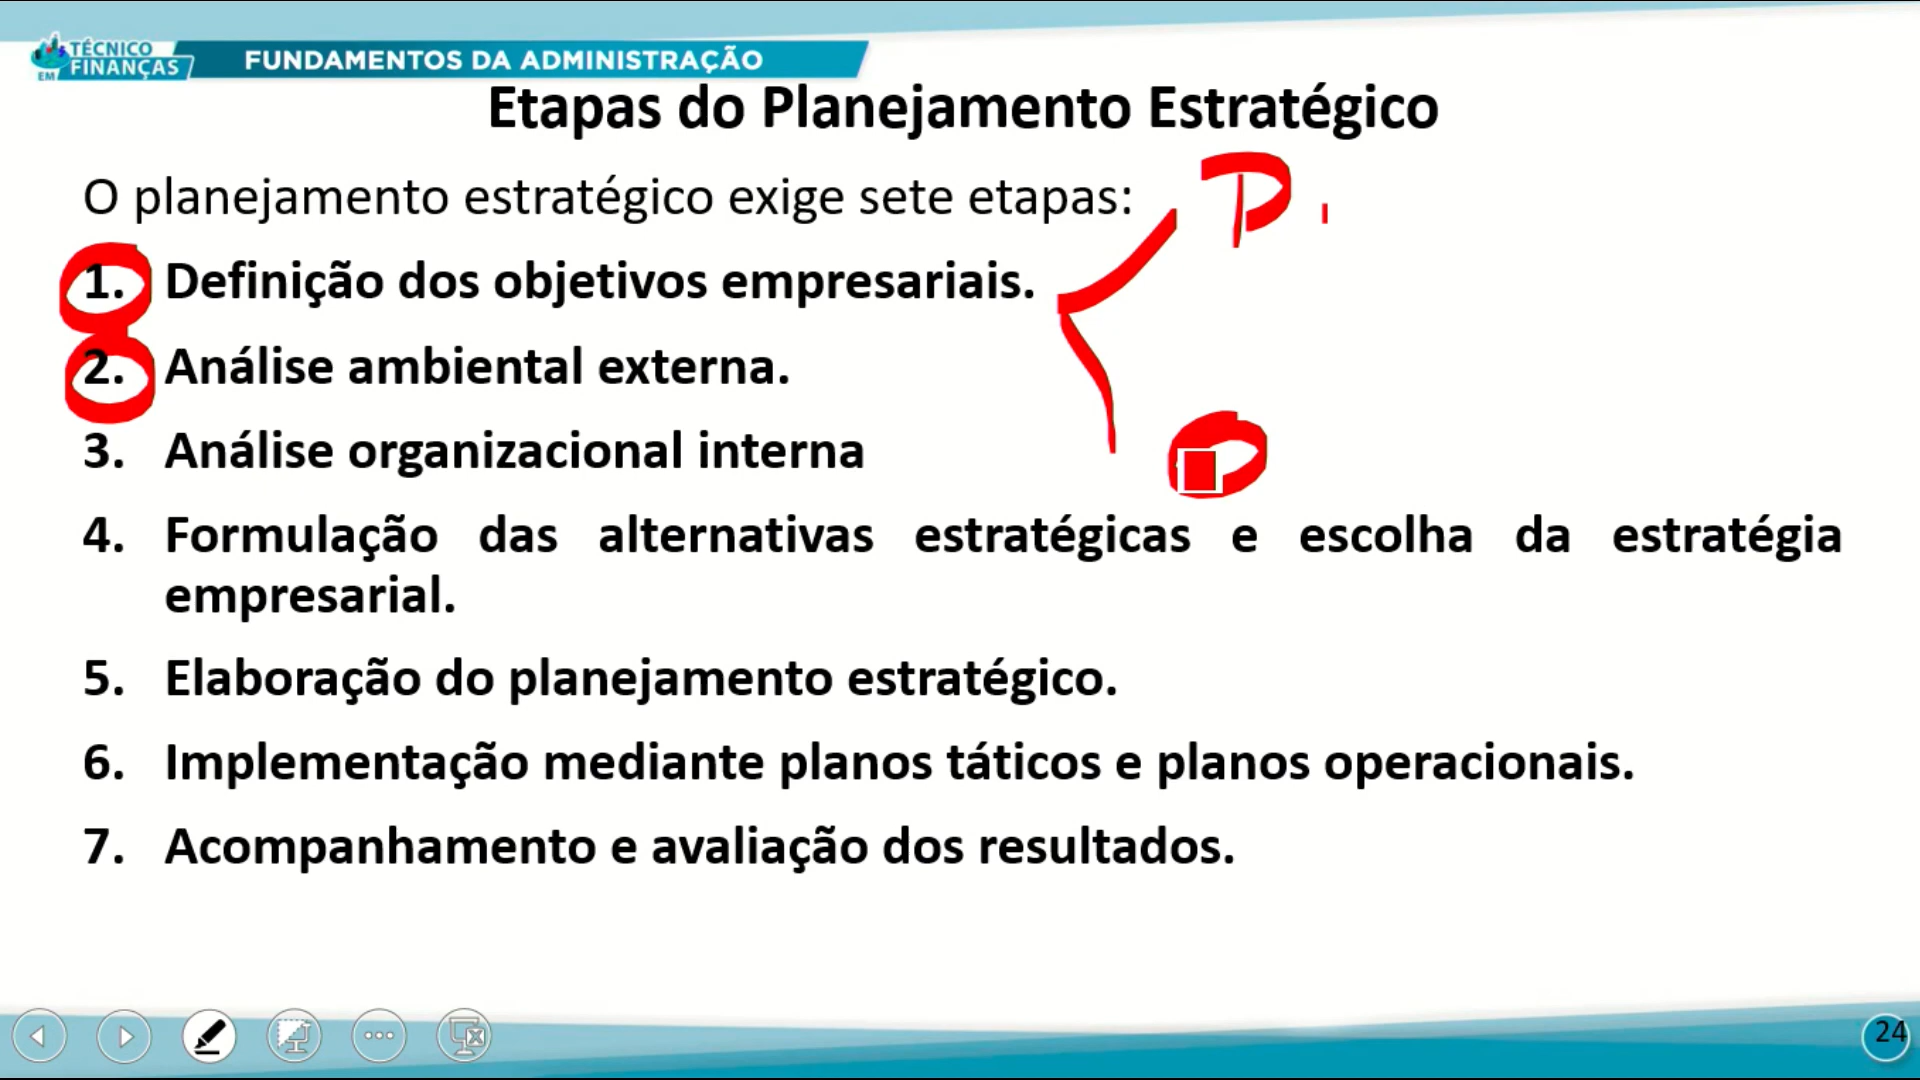 TÉCNICO
EM FINANÇAS
FUNDAMENTOS DA ADMINISTRAÇÃO
Etapas do Planejamento Estratégico
O planejamento estratégico exige sete etapas:
P
1. Definição dos objetivos empresariais.
2. Análise ambiental externa.
3. Análise organizacional interna
4. Formulação das alternativas estratégicas e escolha da estratégia
empresarial.
5. Elaboração do planejamento estratégico.
6. Implementação mediante planos táticos e planos operacionais.
7. Acompanhamento e avaliação dos resultados.
24